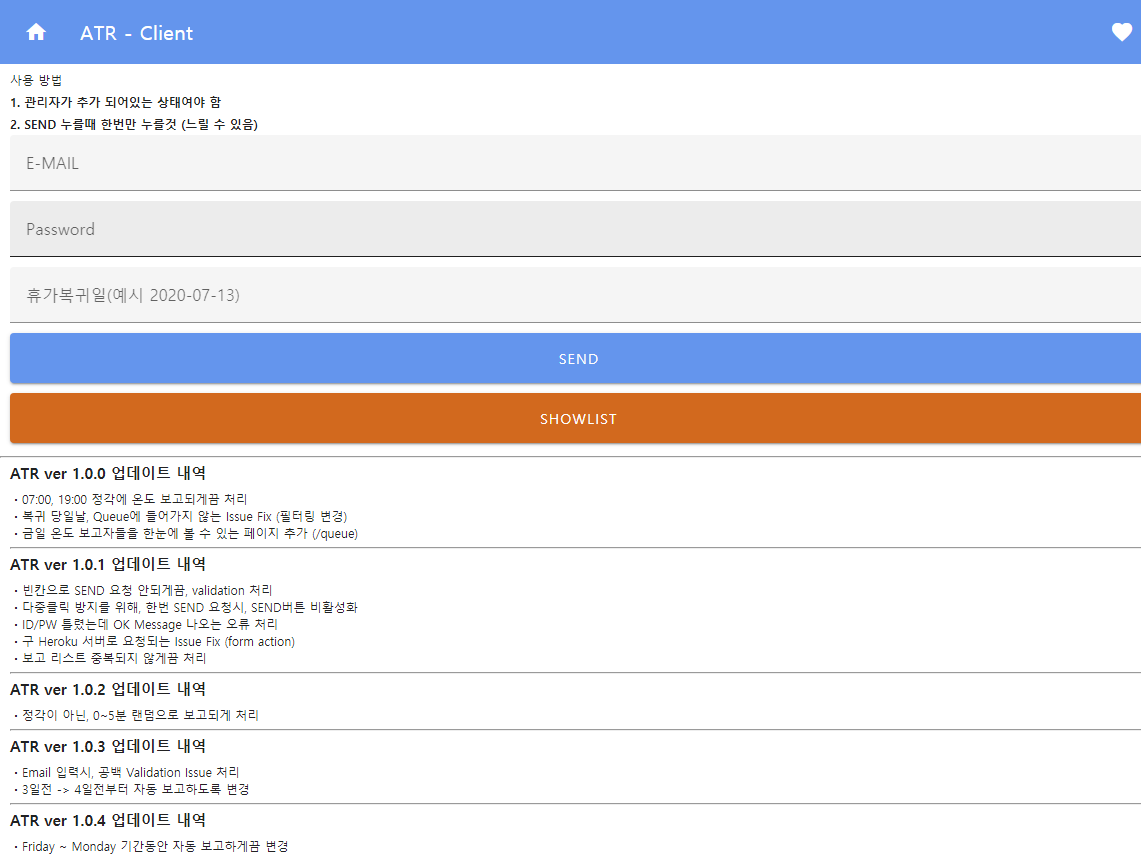 ATR - Client
사용 방법
1. 관리자가 추가 되어있는 상태여야 함
2. SEND 누를때 한번만 누를것 (느릴 수 있음)
E-MAIL
Password
휴가복귀일(예시 2020-07-13)
SEND
SHOWLIST
ATR ver 1.0.0 업데이트 내역
· 07:00, 19:00 정각에 온도 보고되게끔 처리
· 복귀 당일날, Queue에 들어가지 않는 Issue Fix (필터링 변경)
· 금일 온도 보고자들을 한눈에 볼 수 있는 페이지 추가 (/queue)
ATR ver 1.0.1 업데이트 내역
· 빈칸으로 SEND 요청 안되게끔, validation 처리
· 다중클릭 방지를 위해, 한번 SEND 요청시, SEND버튼 비활성화
· ID/PW 틀렸는데 OK Message 나오는 오류 처리
· 구 Heroku 서버로 요청되는 Issue Fix (form action)
· 보고 리스트 중복되지 않게끔 처리
ATR ver 1.0.2 업데이트 내역
· 정각이 아닌, 0~5분 랜덤으로 보고되게 처리
ATR ver 1.0.3 업데이트 내역
· Email 입력시, 공백 Validation Issue 처리
· 3일전 -> 4일전부터 자동 보고하도록 변경
ATR ver 1.0.4 업데이트 내역
· Friday ~ Monday 기간동안 자동 보고하게끔 변경